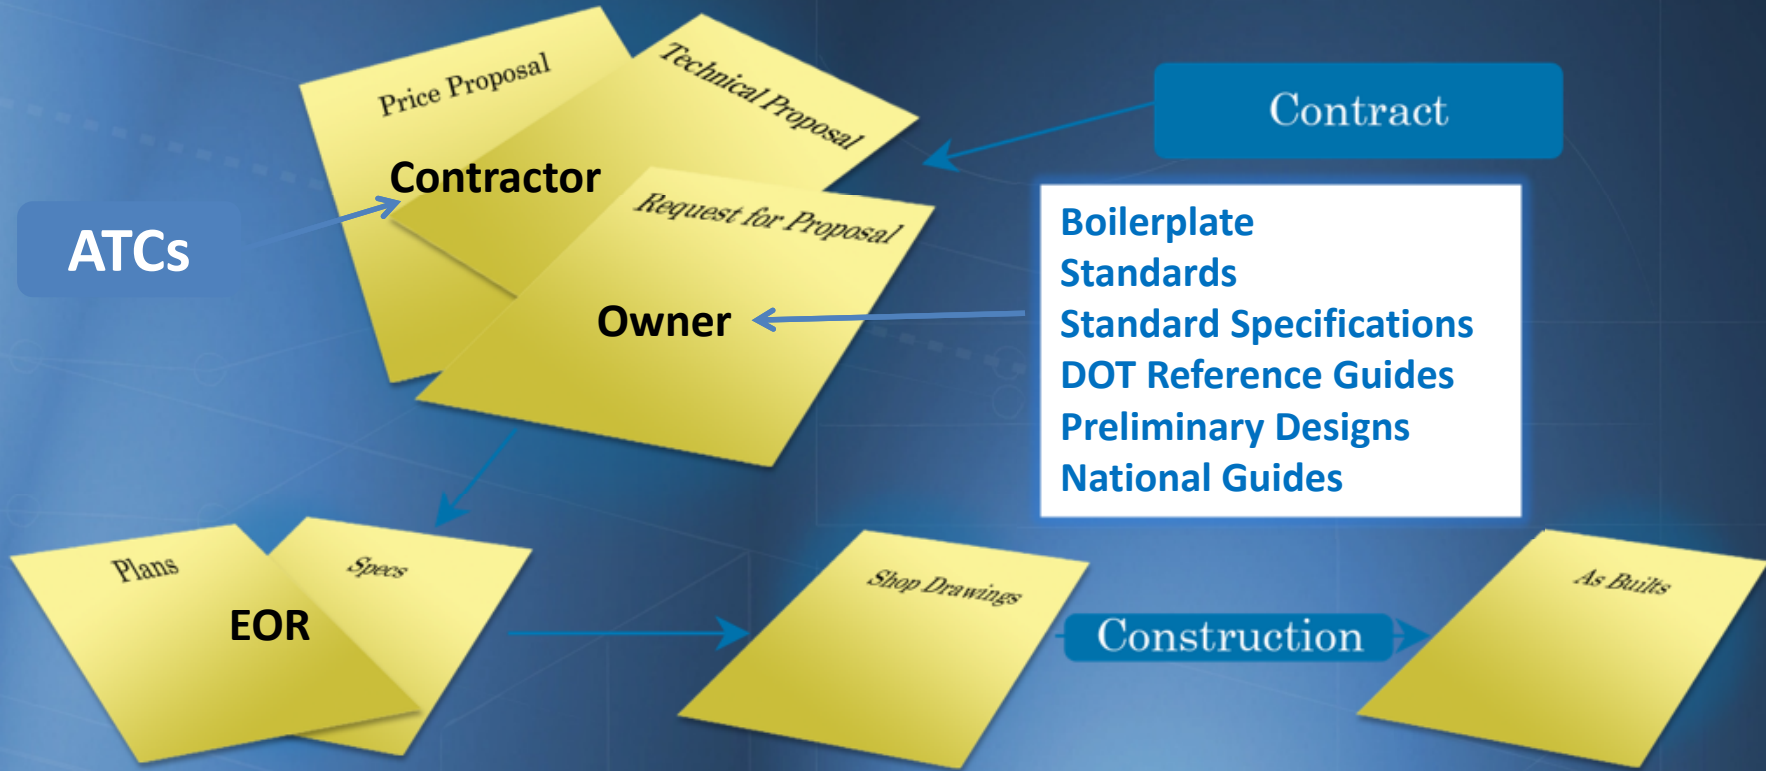 Price Proposal
Technical Proposal
Contract
Contractor
Request for Proposal
ATCs
Owner
Boilerplate
Standards
Standard Specifications
DOT Reference Guides
Preliminary Designs
National Guides
Plans
Specs
EOR
Shop Drawings
Construction
As Builts